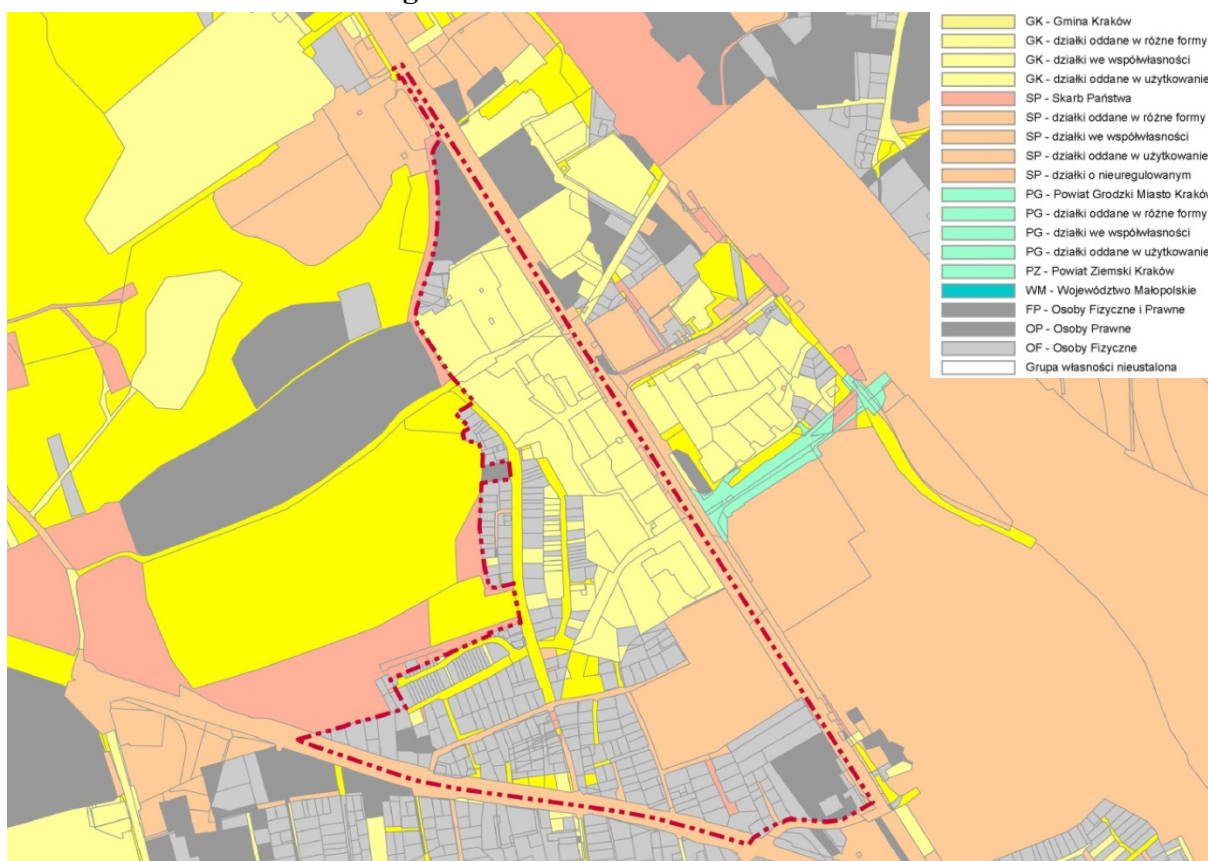 GK - Gmina Kraków
GK - działki oddane w różne formy
GK - działki we współwłasności
GK - działki oddane w użytkowanie
SP - Skarb Państwa
SP - działki oddane w różne formy
SP - działki we współwłasności
SP - działki oddane w użytkowanie
SP - działki o nieuregulowanym
PG - Powiat Grodzki Miasto Kraków
PG - działki oddane w różne formy
PG - działki we współwłasności
PG - działki oddane w użytkowanie
PZ - Powiat Ziemski Kraków
WM - Województwo Małopolskie
FP - Osoby Fizyczne i Prawne
OP - Osoby Prawne
OF - Osoby Fizyczne
Grupa własności nieustalona